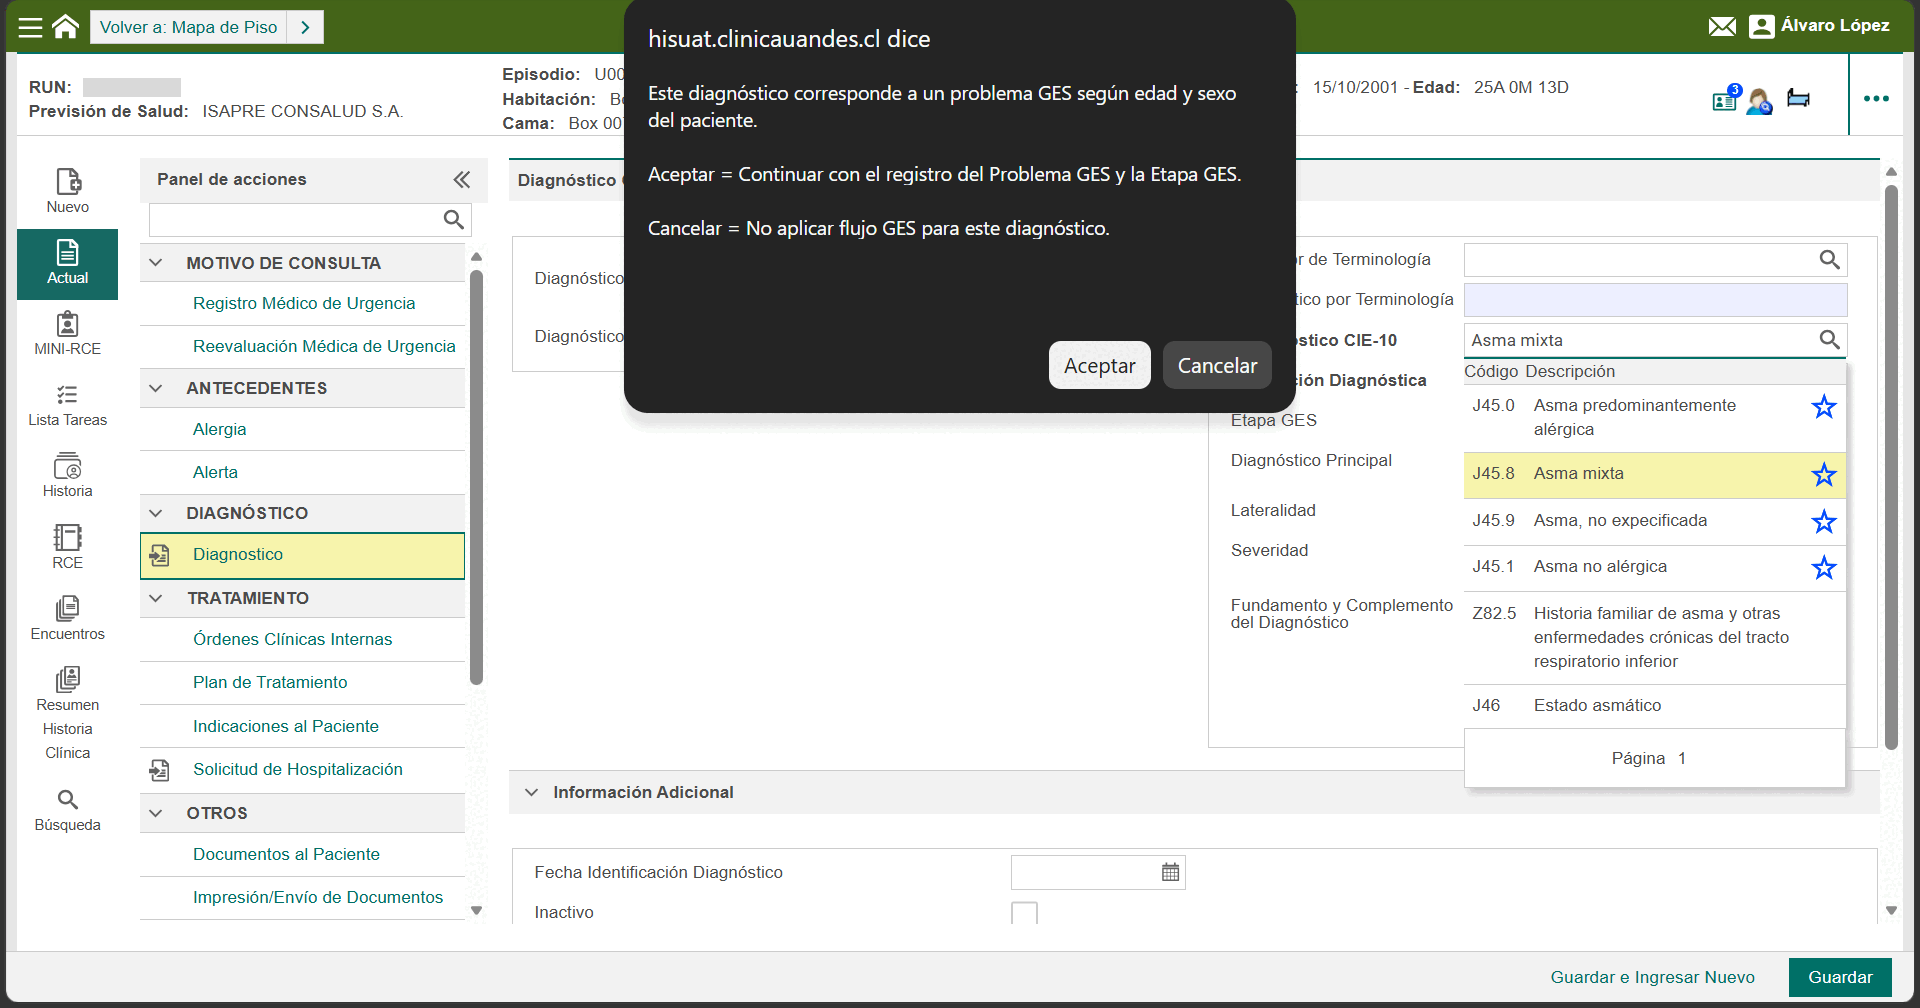 Volver a: Mapa de Piso
Álvaro López
hisuat.clinicauandes.cl dice
Este diagnóstico corresponde a un problema GES según edad y sexo
del paciente.
Aceptar = Continuar con el registro del Problema GES y la Etapa GES.
Cancelar = No aplicar flujo GES para este diagnóstico.
Aceptar
Cancelar
RUN:
Previsión de Salud: ISAPRE CONSALUD S.A.
Episodio: U00
Habitación:
Cama: Box 00
: 15/10/2001 - Edad: 25A 0M 13D
3
Nuevo
Actual
MINI-RCE
Lista Tareas
Historia
RCE
Encuentros
Resumen
Historia
Clínica
Búsqueda
Panel de acciones
MOTIVO DE CONSULTA
Registro Médico de Urgencia
Reevaluación Médica de Urgencia
ANTECEDENTES
Alergia
Alerta
DIAGNÓSTICO
Diagnostico
TRATAMIENTO
Órdenes Clínicas Internas
Plan de Tratamiento
Indicaciones al Paciente
Solicitud de Hospitalización
OTROS
Documentos al Paciente
Impresión/Envío de Documentos
Diagnóstico
Diagnóstico
Diagnóstico
r de Terminología
tico por Terminología
stico CIE-10
Asma mixta
ión Diagnóstica
Etapa GES
Diagnóstico Principal
Lateralidad
Severidad
Fundamento y Complemento
del Diagnóstico
Código Descripción
J45.0 Asma predominantemente
alérgica
J45.8 Asma mixta
J45.9 Asma, no expecificada
J45.1 Asma no alérgica
Z82.5 Historia familiar de asma y otras
enfermedades crónicas del tracto
respiratorio inferior
J46 Estado asmático
Página 1
Información Adicional
Fecha Identificación Diagnóstico
Inactivo
Guardar e Ingresar Nuevo
Guardar